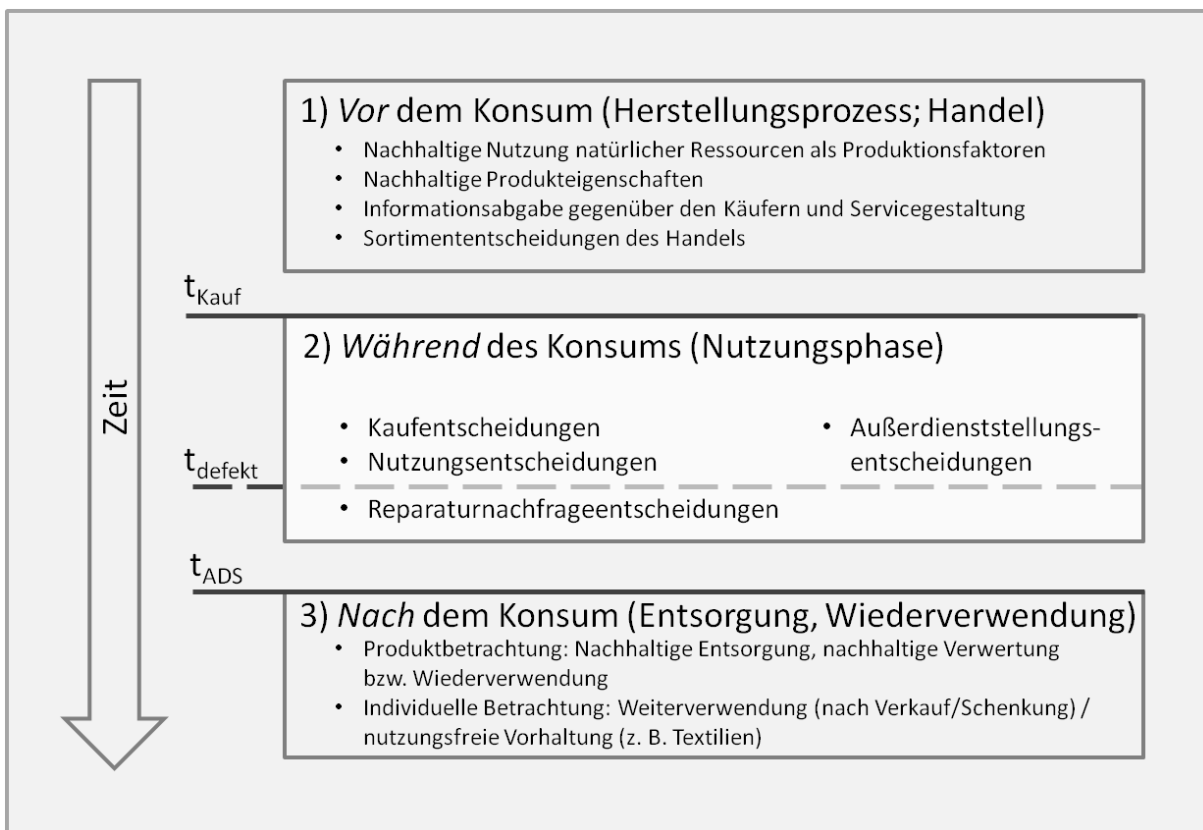 Zeit
1) Vor dem Konsum (Herstellungsprozess; Handel)
• Nachhaltige Nutzung natürlicher Ressourcen als Produktionsfaktoren
• Nachhaltige Produkteigenschaften
• Informationsabgabe gegenüber den Käufern und Servicegestaltung
• Sortimententscheidungen des Handels
tKauf
2) Während des Konsums (Nutzungsphase)
• Kaufentscheidungen
• Nutzungsentscheidungen
• Außerdienststellungs-
entscheidungen
tdefekt
• Reparaturnachfrageentscheidungen
tADS
3) Nach dem Konsum (Entsorgung, Wiederverwendung)
• Produktbetrachtung: Nachhaltige Entsorgung, nachhaltige Verwertung
bzw. Wiederverwendung
• Individuelle Betrachtung: Weiterverwendung (nach Verkauf/Schenkung) /
nutzungsfreie Vorhaltung (z. B. Textilien)